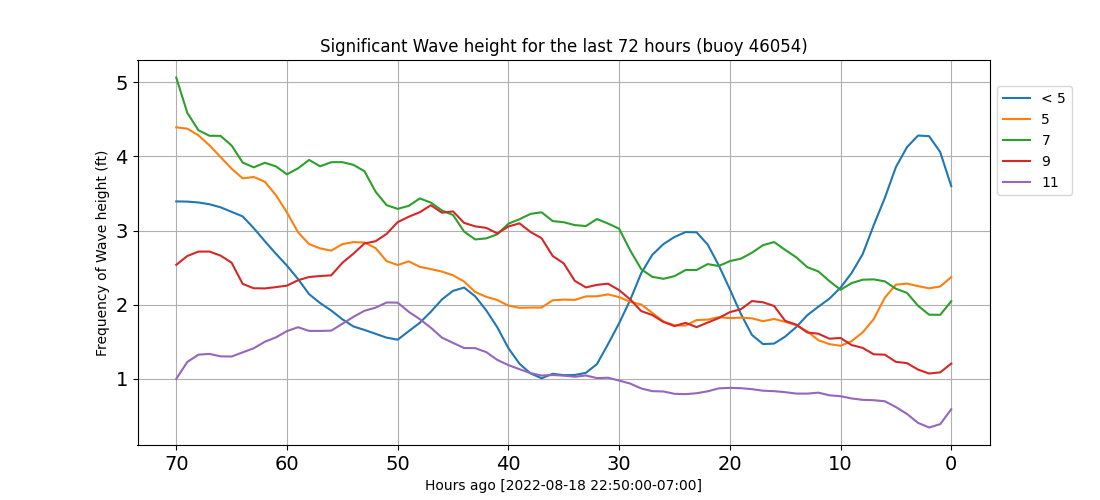 Significant Wave height for the last 72 hours (buoy 46054)
Frequency of Wave height (ft)
5
4
3
2
1
70 60 50 40 30 20 10 0
Hours ago [2022-08-18 22:50:00-07:00]
< 5
5
7
9
11